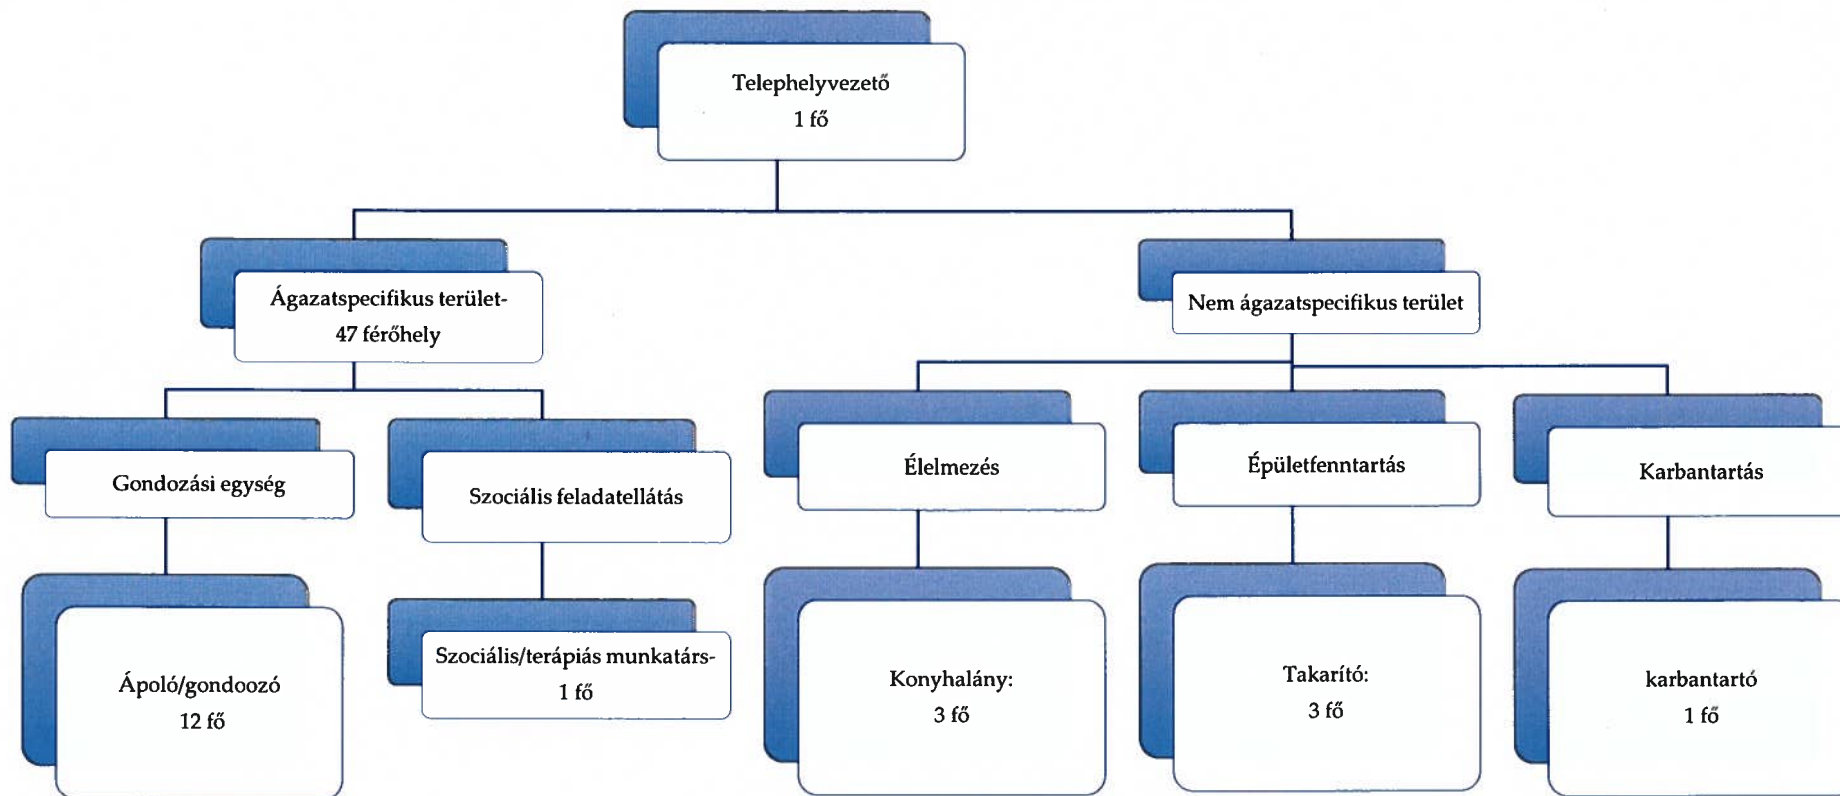 Telephelyvezető
1 fő
Ágazatspecifikus terület-
47 férőhely
Nem ágazatspecifikus terület
Gondozási egység
Szociális feladatellátás
Élelmezés
Épületfenntartás
Karbantartás
Ápoló/gondoozó
12 fő
Szociális/terápiás munkatárs-
1 fő
Konyhalány:
3 fő
Takarító:
3 fő
karbantartó
1 fő